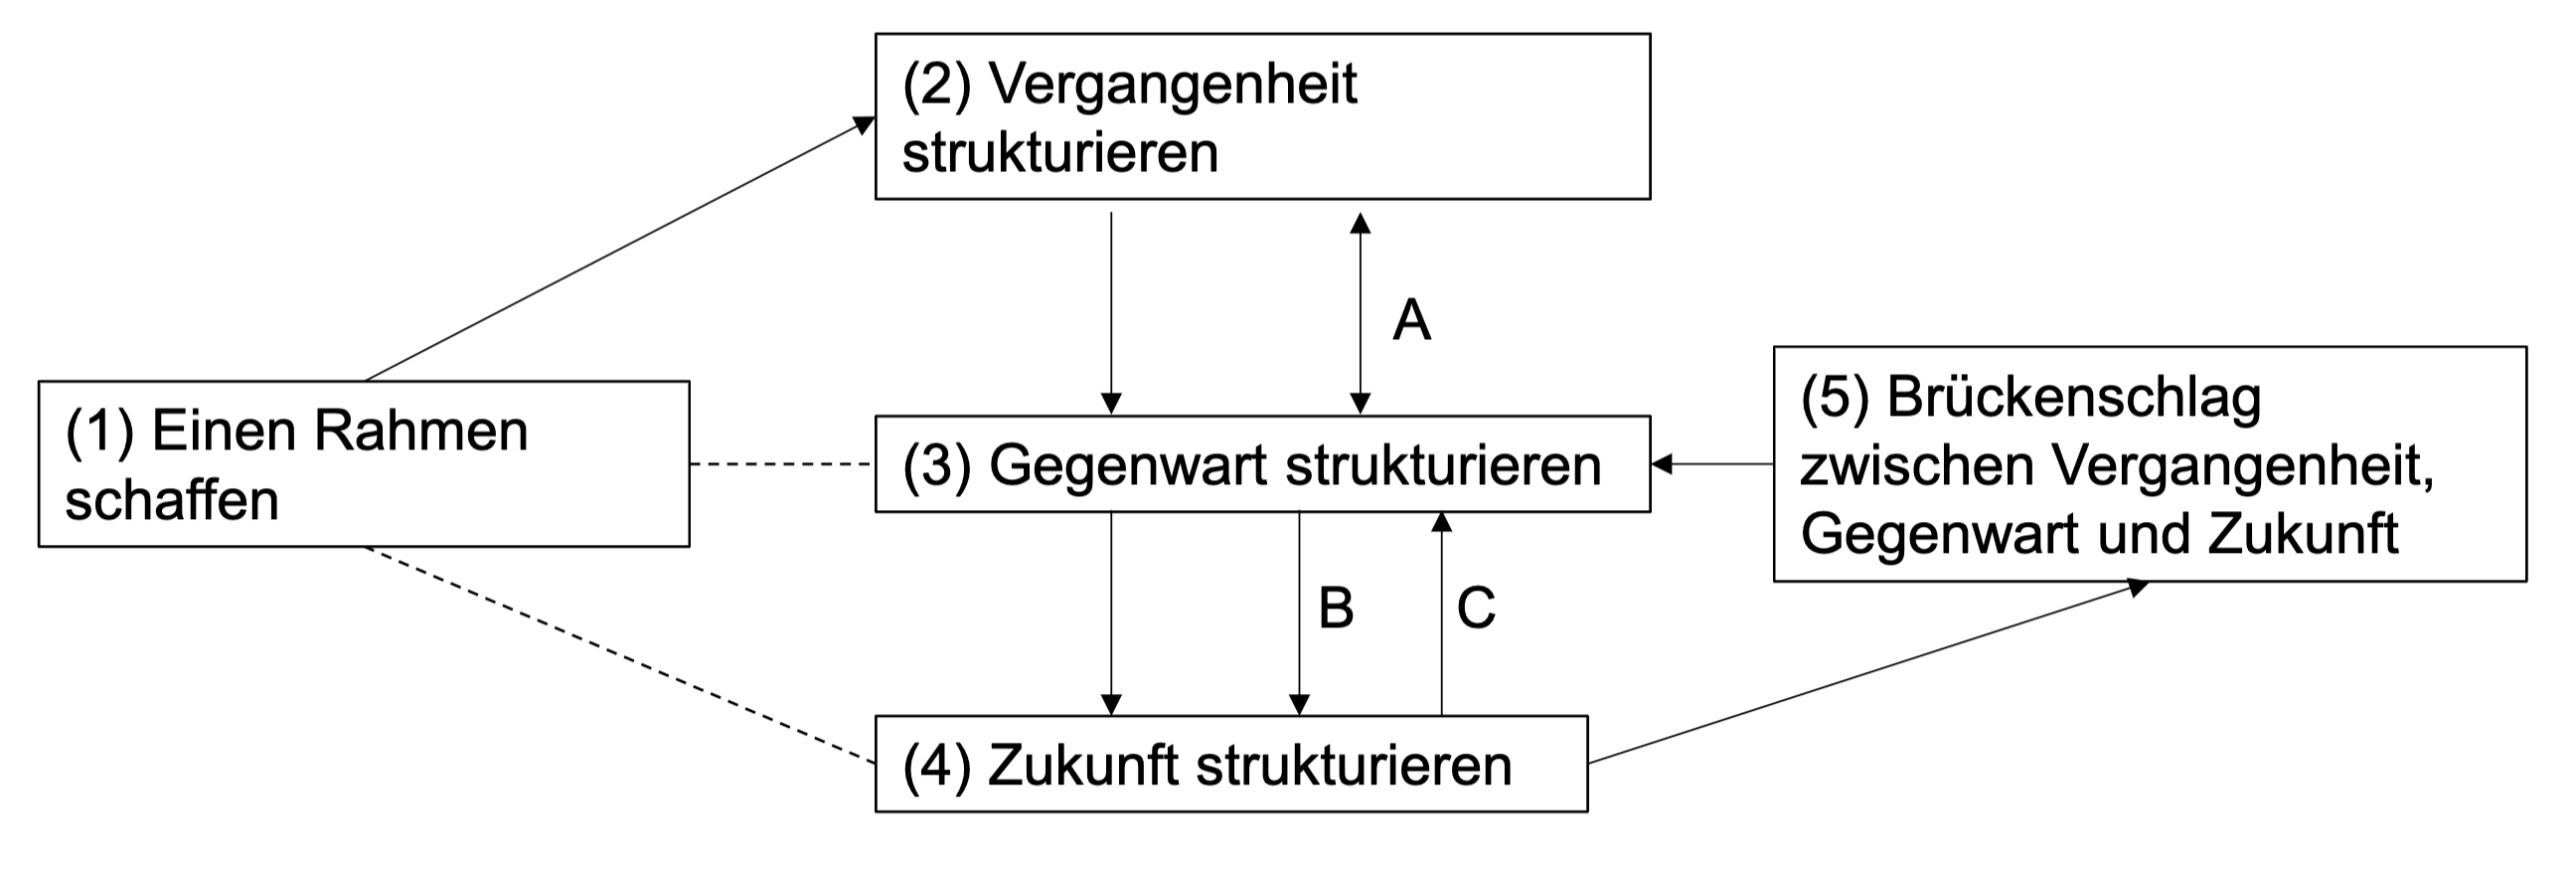 (2) Vergangenheit
strukturieren
A
(1) Einen Rahmen
schaffen
(3) Gegenwart strukturieren
(5) Brückenschlag
zwischen Vergangenheit,
Gegenwart und Zukunft
B
C
(4) Zukunft strukturieren